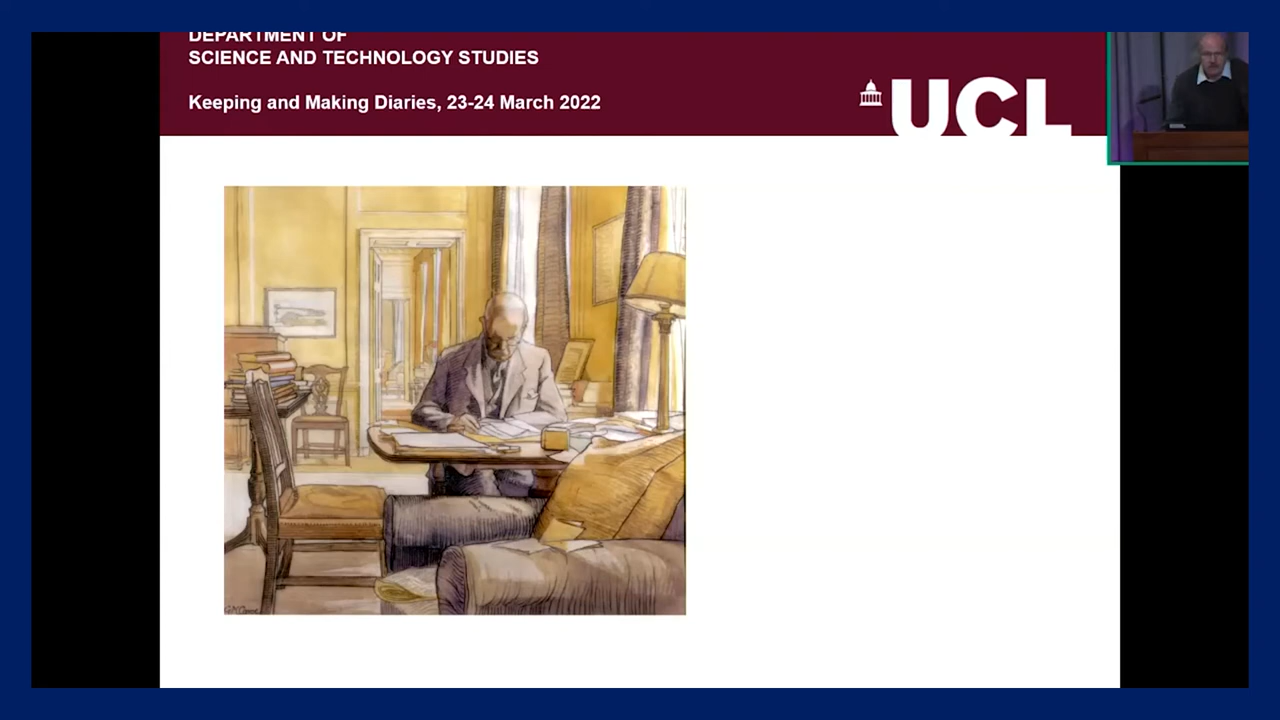 DEPARTMENT OF
SCIENCE AND TECHNOLOGY STUDIES
Keeping and Making Diaries, 23-24 March 2022
UCL